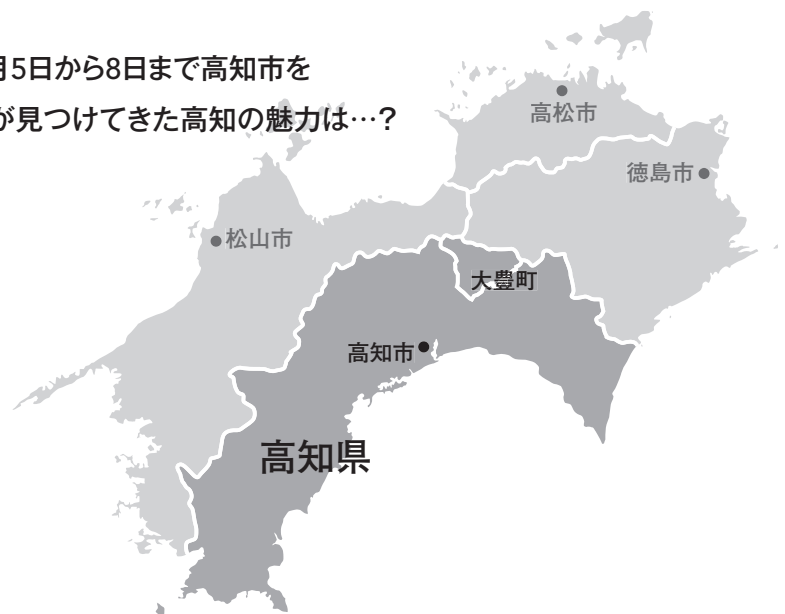 月5日から8日まで高知市を
が見つけてきた高知の魅力は…?
高松市
徳島市
松山市
大豊町
高知市
高知県